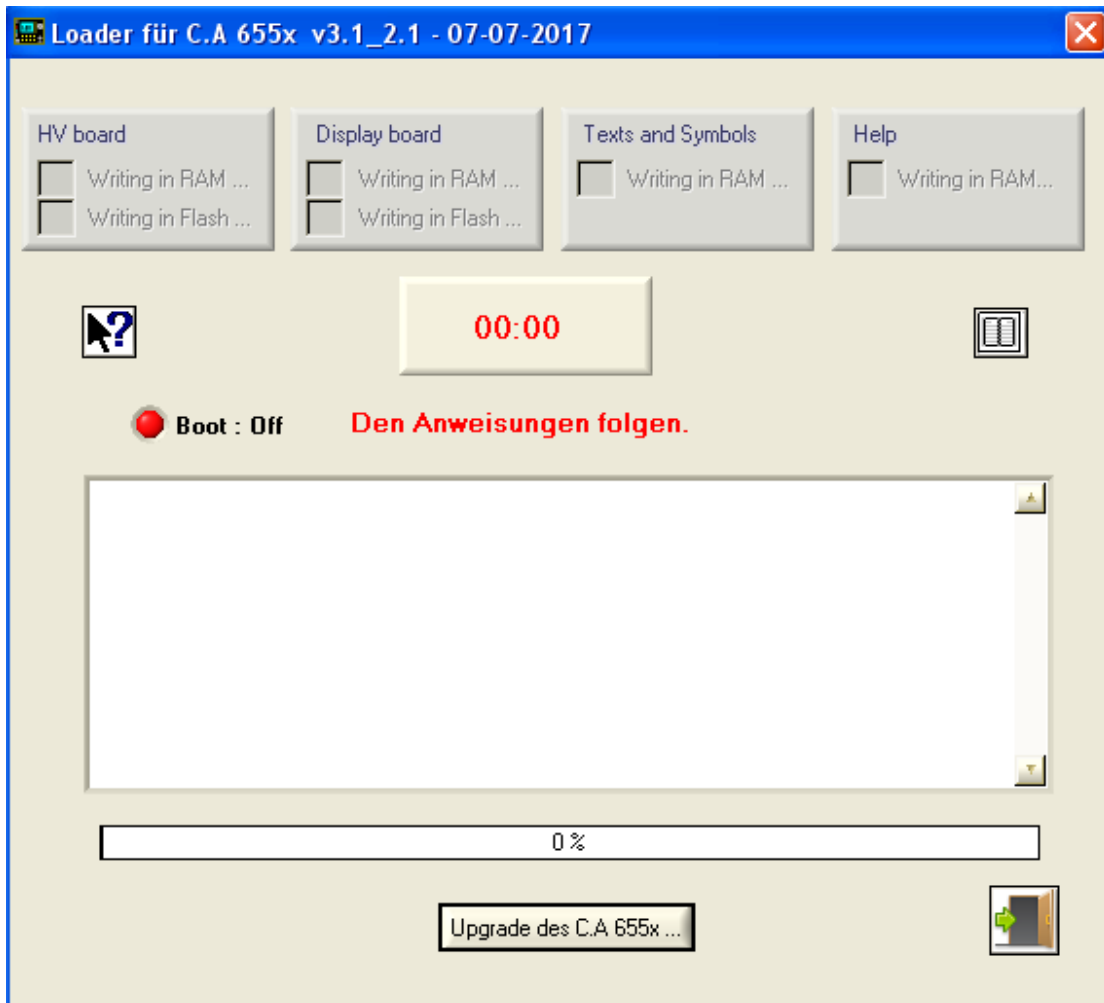 Loader für C.A 655x v3.1_2.1 - 07-07-2017
HV board
Writing in RAM ...
Writing in Flash ...
Display board
Writing in RAM ...
Writing in Flash ...
Texts and Symbols
Writing in RAM ...
Help
Writing in RAM...
?
00:00
Boot : Off
Den Anweisungen folgen.
0 %
Upgrade des C.A 655x ...